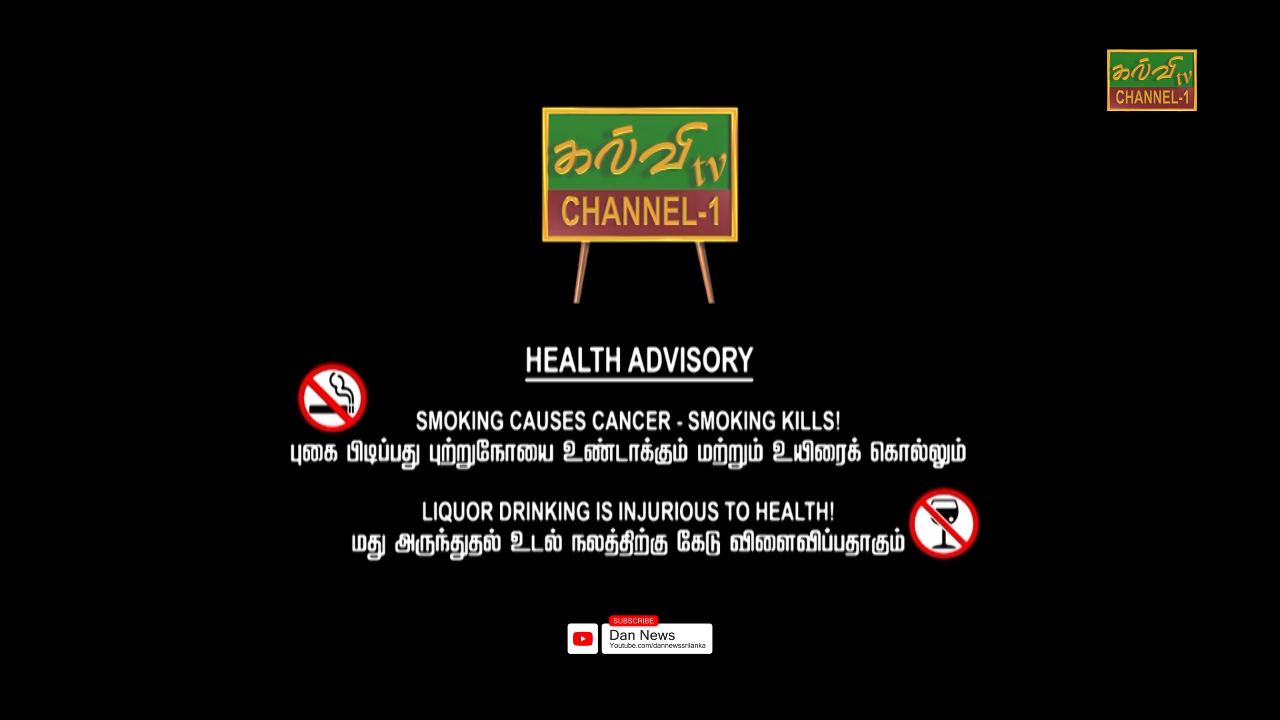 கல்வி tv
CHANNEL-1
கல்வி tv
CHANNEL-1
HEALTH ADVISORY
SMOKING CAUSES CANCER - SMOKING KILLS!
புகை பிடிப்பது புற்றுநோயை உண்டாக்கும் மற்றும் உயிரைக் கொல்லும்
LIQUOR DRINKING IS INJURIOUS TO HEALTH!
மது அருந்துதல் உடல் நலத்திற்கு கேடு விளைவிப்பதாகும்
SUBSCRIBE
Dan News
Youtube.com/dannewssrilanka